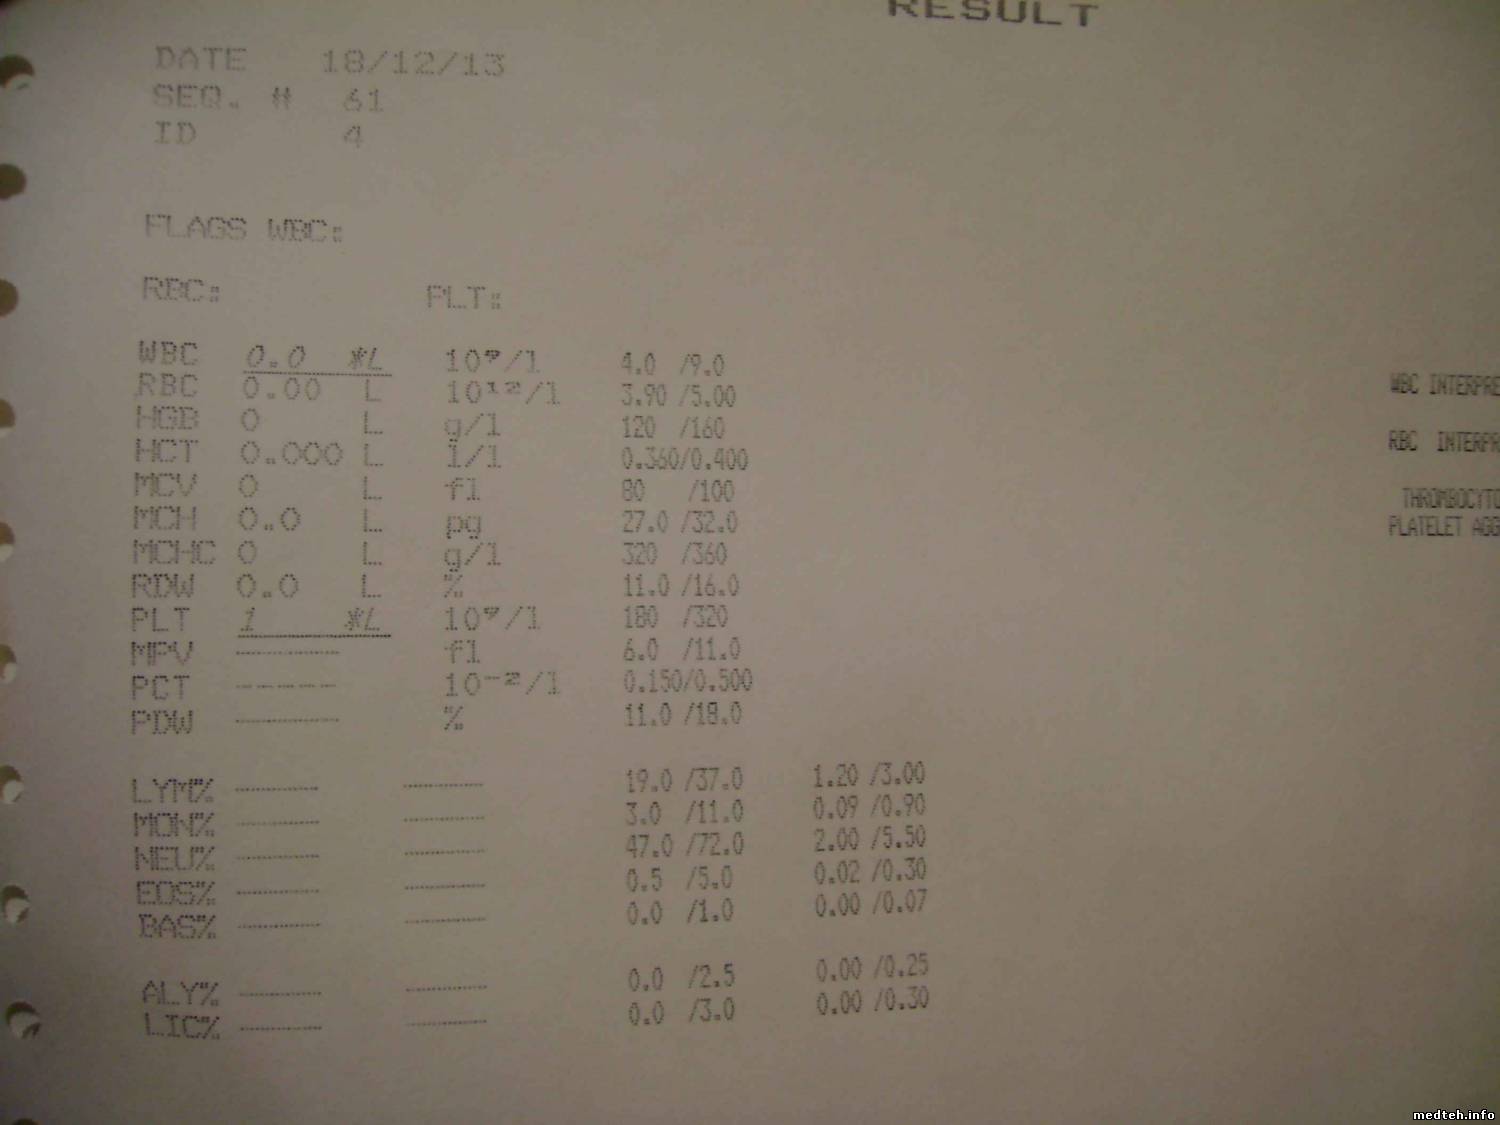 RESULT
DATE 18/12/13
SEQ. # 61
ID 4
FLAGS WBC:
RBC: PLT:
WBC 0.0 *L 10⁹/l 4.0 /9.0
RBC 0.00 L 10¹²/l 3.90 /5.00
HGB 0 L g/l 120 /160
HCT 0.000 L l/l 0.360/0.400
MCV 0 L fl 80 /100
MCH 0.0 L pg 27.0 /32.0
MCHC 0 L g/l 320 /360
RDW 0.0 L % 11.0 /16.0
PLT 1 *L 10⁹/l 180 /320
MPV ------ fl 6.0 /11.0
PCT ------ 10⁻²/l 0.150/0.500
PDW ------ % 11.0 /18.0
LYM% ----- ----- 19.0 /37.0 1.20 /3.00
MON% ----- ----- 3.0 /11.0 0.09 /0.90
NEU% ----- ----- 47.0 /72.0 2.00 /5.50
EOS% ----- ----- 0.5 /5.0 0.02 /0.30
BAS% ----- ----- 0.0 /1.0 0.00 /0.07
ALY% ----- ----- 0.0 /2.5 0.00 /0.25
LIC% ----- ----- 0.0 /3.0 0.00 /0.30
WBC INTERPRE
RBC INTERPR
THROMBOCYTO
PLATELET AGG
medteh.info